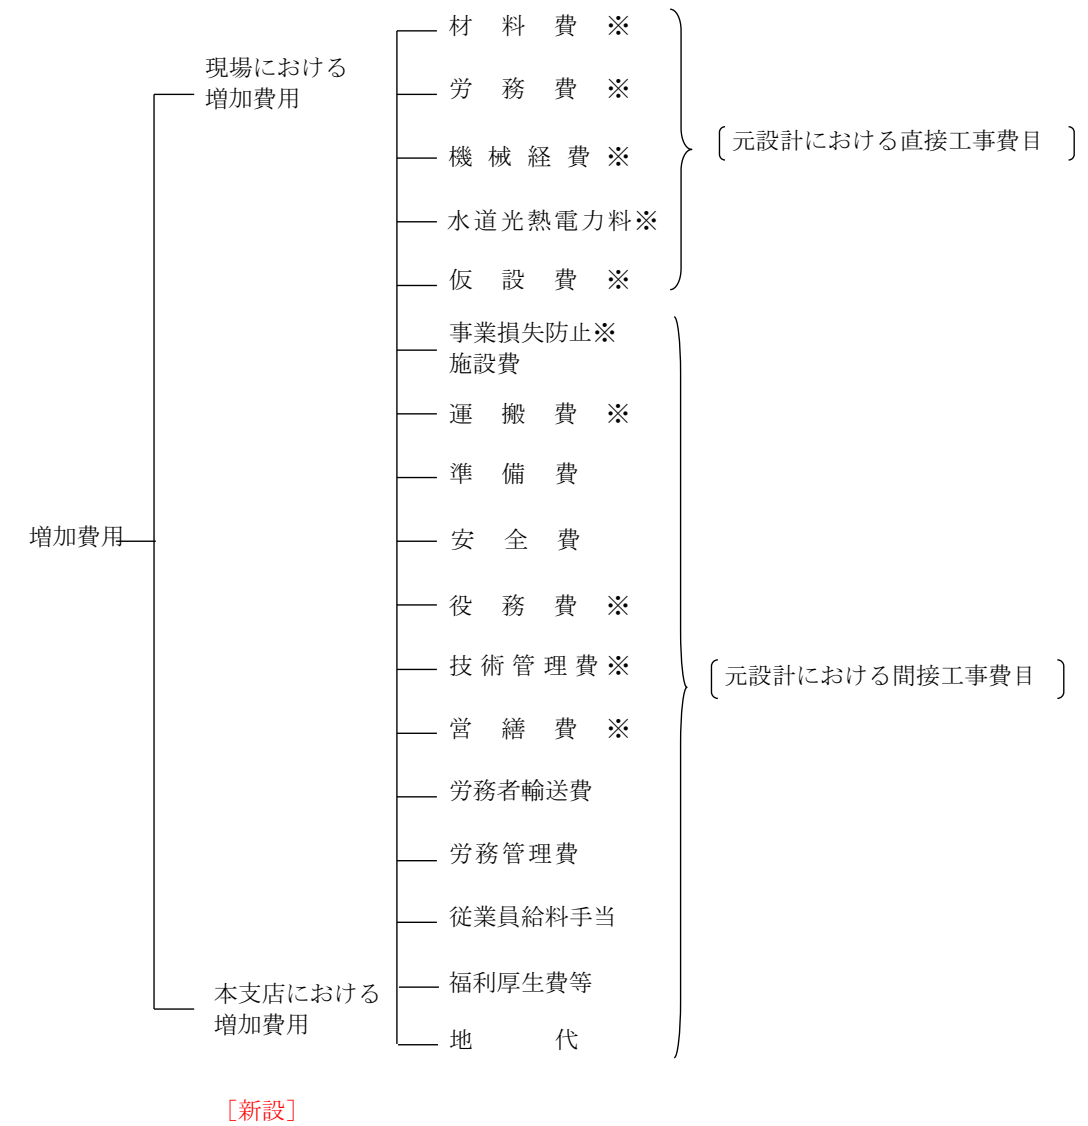 増加費用
現場における
増加費用
材料費※
労務費※
機械経費※
水道光熱電力料※
仮設費※
〔元設計における直接工事費目〕
事業損失防止※
施設費
運搬費※
準備費
安全費
役務費※
技術管理費※
営繕費※
労務者輸送費
労務管理費
従業員給料手当
福利厚生費等
地代
〔元設計における間接工事費目〕
本支店における
増加費用
［新設］